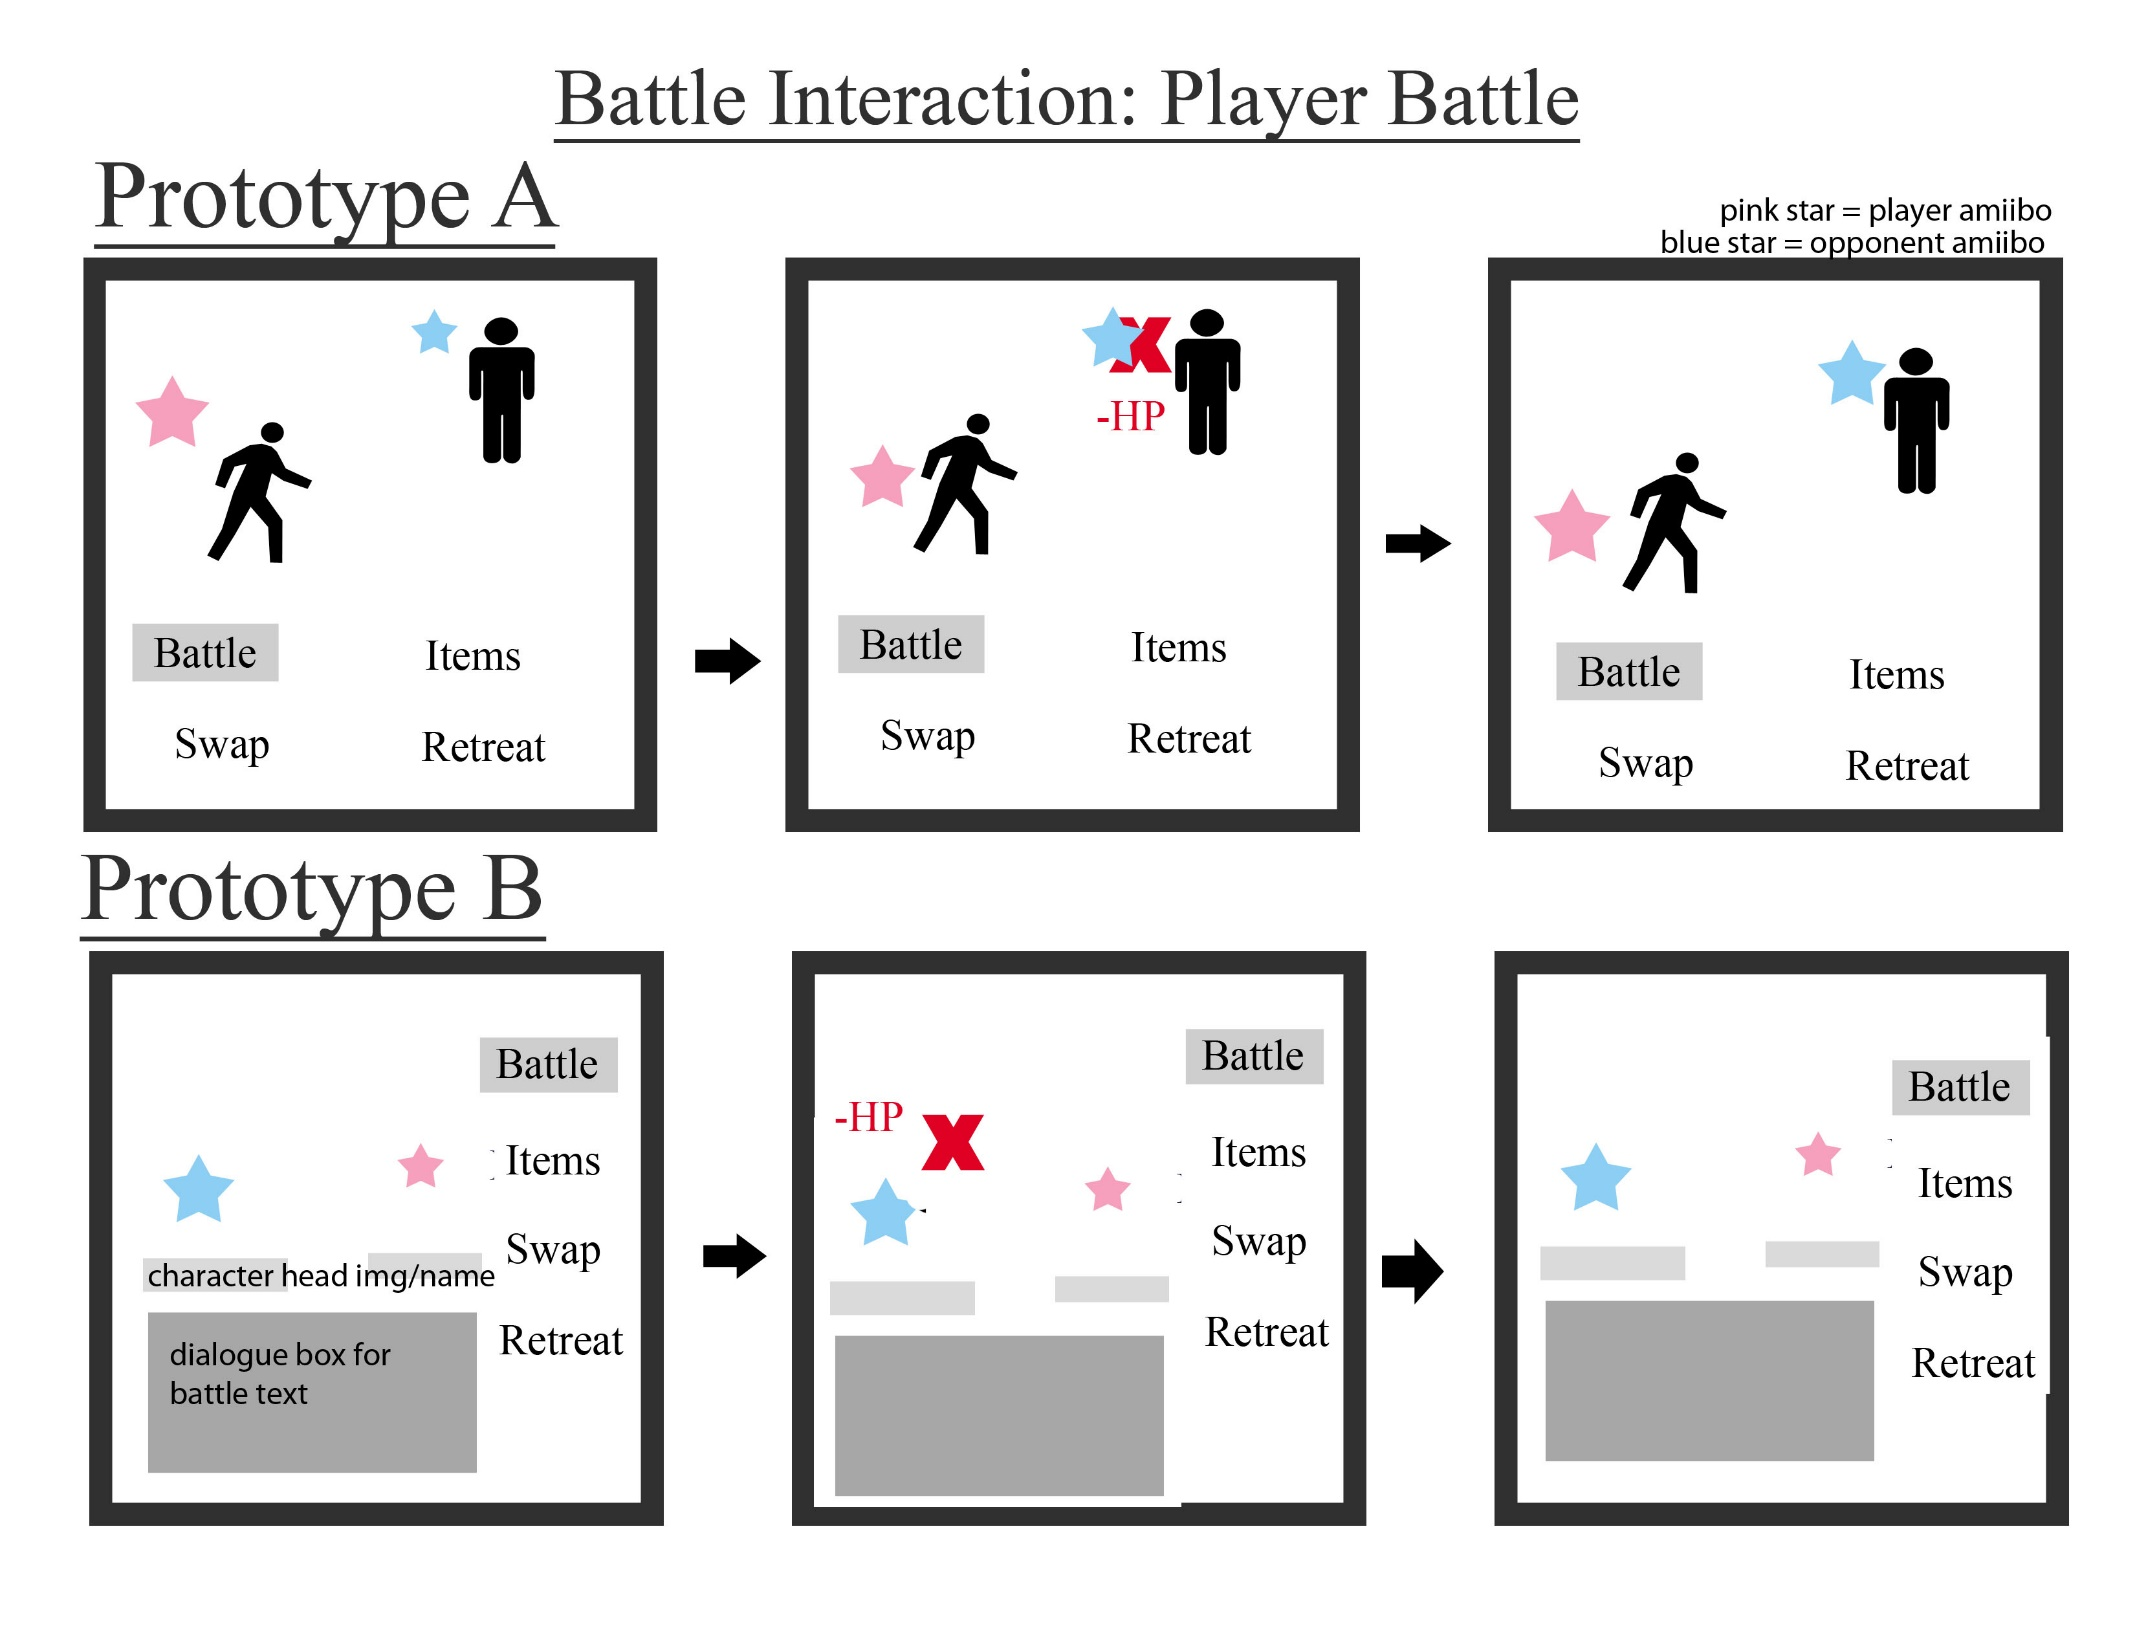 Battle Interaction: Player Battle
Prototype A
pink star = player amiibo
blue star = opponent amiibo
Battle
Items
Swap
Retreat
-HP
Battle
Items
Swap
Retreat
Battle
Items
Swap
Retreat
Prototype B
Battle
Items
Swap
character head img/name
Retreat
dialogue box for
battle text
-HP
Battle
Items
Swap
Retreat
Battle
Items
Swap
Retreat